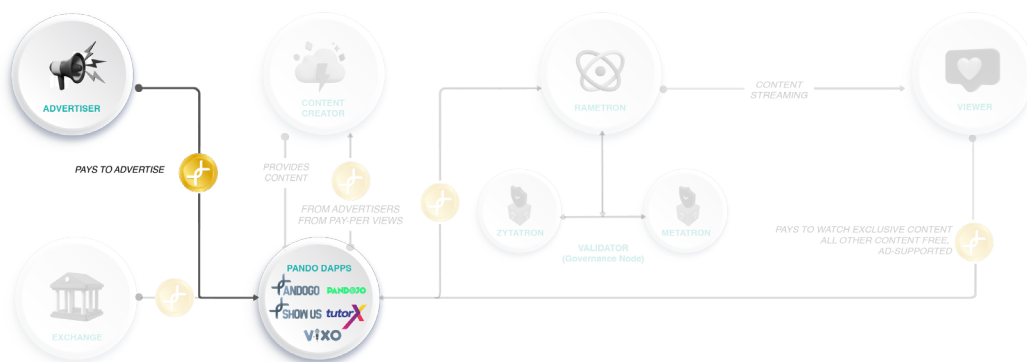 ADVERTISER
CONTENT
CREATOR
RAMETRON
CONTENT
STREAMING
VIEWER
PAYS TO ADVERTISE
PROVIDES
CONTENT
FROM ADVERTISERS
FROM PAY-PER VIEWS
ZYTATRON
METATRON
VALIDATOR
(Governance Node)
PAYS TO WATCH EXCLUSIVE CONTENT
ALL OTHER CONTENT FREE,
AD-SUPPORTED
EXCHANGE
PANDO DAPPS
ANDOGO PANDOJO
SHOW US tutorX
ViXO